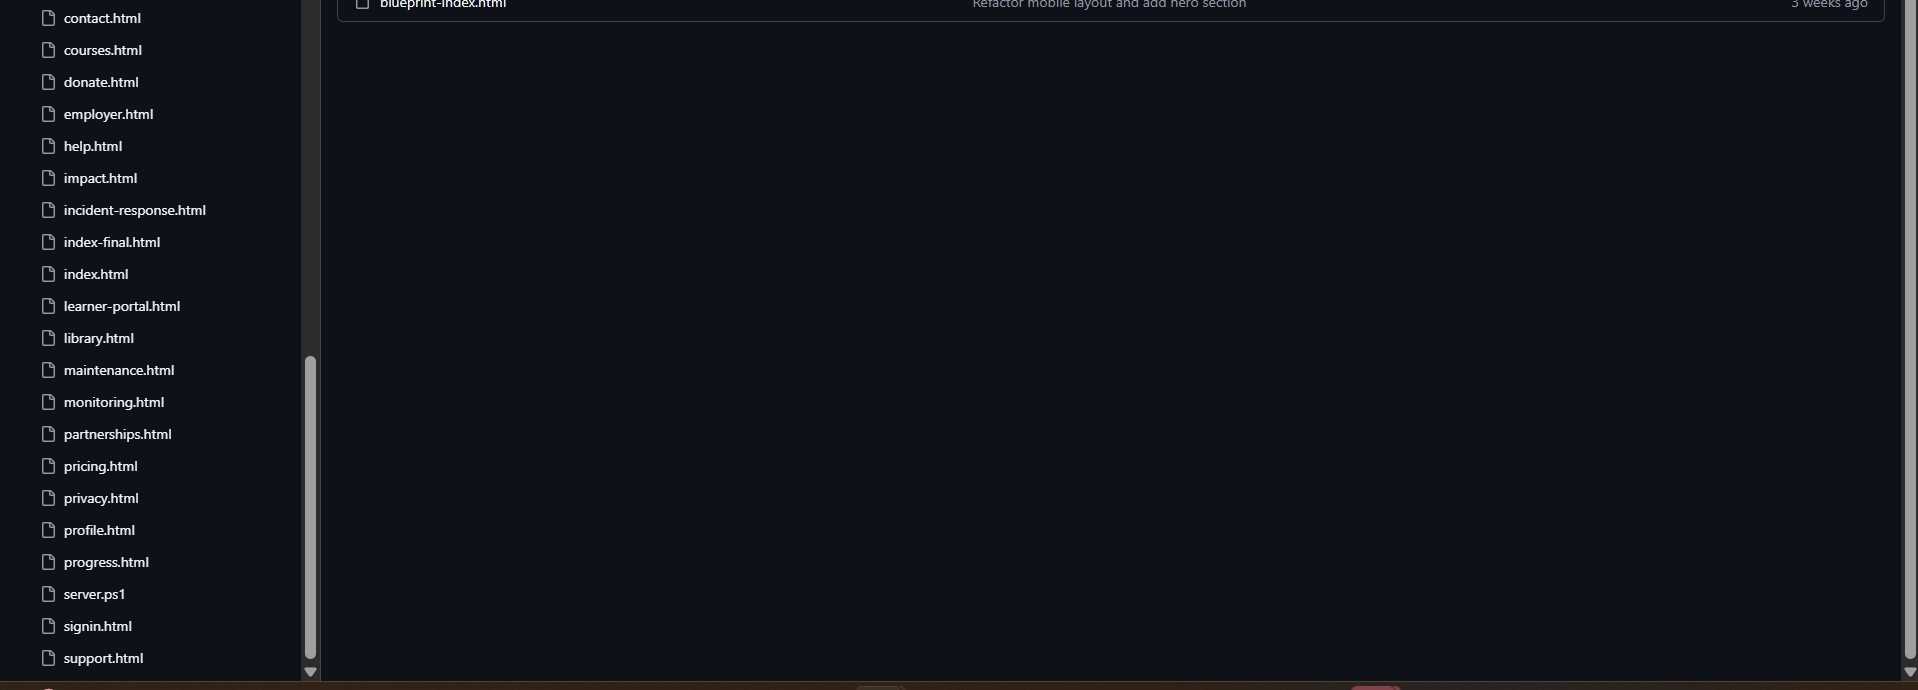 blueprint-index.html Refactor mobile layout and add hero section 3 weeks ago
contact.html
courses.html
donate.html
employer.html
help.html
impact.html
incident-response.html
index-final.html
index.html
learner-portal.html
library.html
maintenance.html
monitoring.html
partnerships.html
pricing.html
privacy.html
profile.html
progress.html
server.ps1
signin.html
support.html